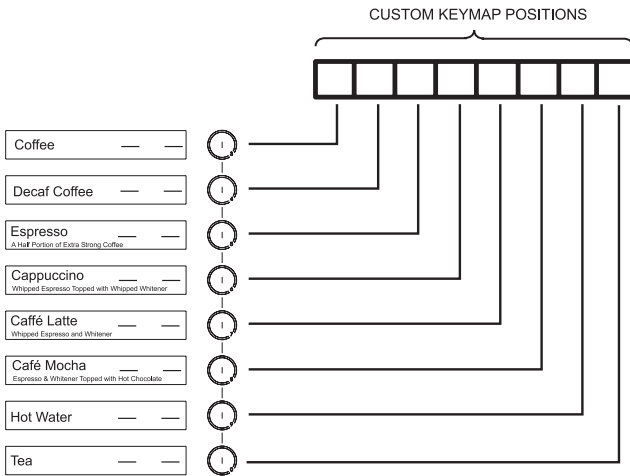 CUSTOM KEYMAP POSITIONS
Coffee
Decaf Coffee
Espresso
A Half Portion of Extra Strong Coffee
Cappuccino
Whipped Espresso Topped with Whipped Whitener
Caffé Latte
Whipped Espresso and Whitener
Café Mocha
Espresso & Whitener Topped with Hot Chocolate
Hot Water
Tea